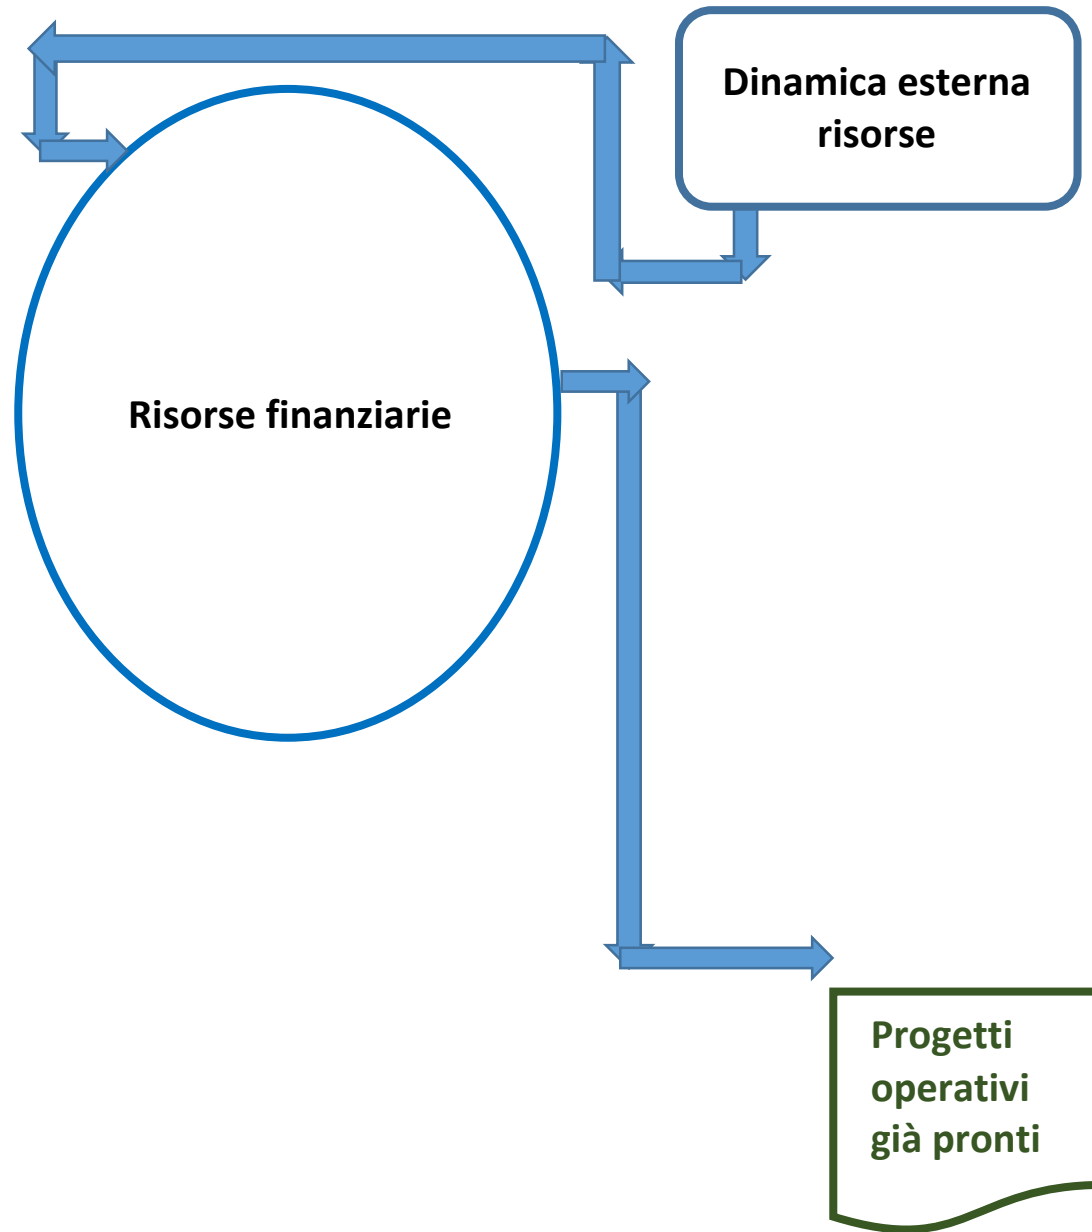 Dinamica esterna
risorse
Risorse finanziarie
Progetti
operativi
già pronti